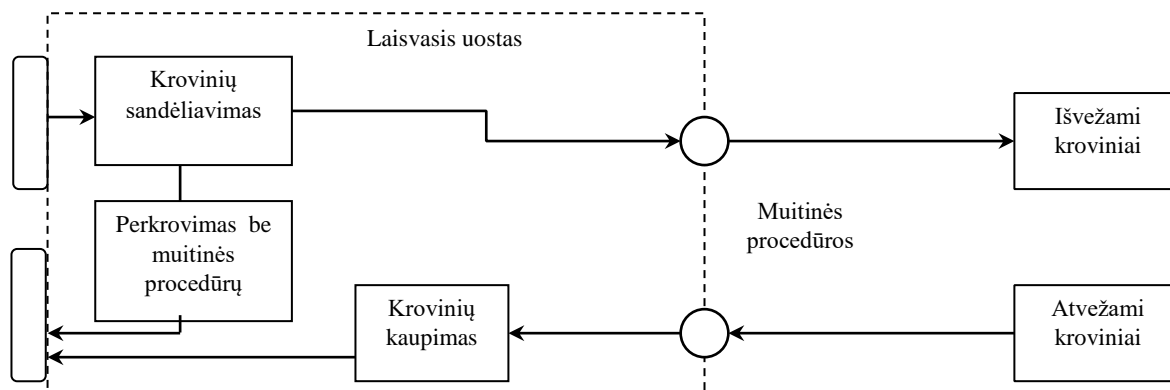 Laisvasis uostas
Krovinių
sandėliavimas
Išvežami
kroviniai
Perkrovimas be
muitinės
procedūrų
Muitinės
procedūros
Krovinių
kaupimas
Atvežami
kroviniai